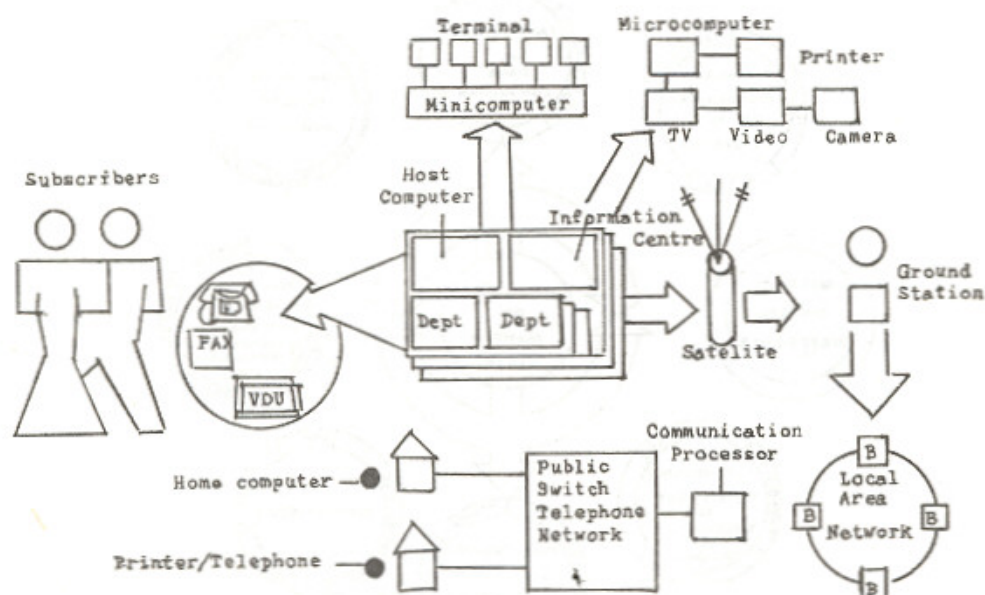 Terminal
Minicomputer
Microcomputer
Printer
TV
Video
Camera
Subscribers
Host
Computer
Information
Centre
Dept
Dept
FAX
VDU
Satélite
Ground
Station
Communication
Processor
Home computer
Public
Switch
Telephone
Network
Printer/Telephone
B
Local
Area
B
Network
B
B